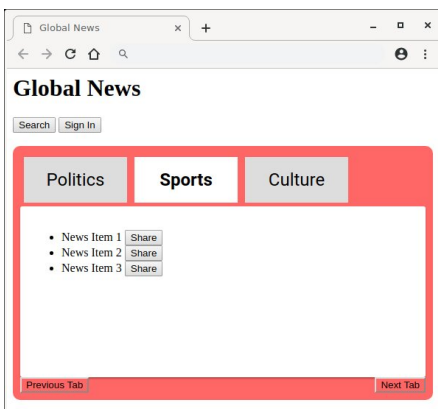 Global News
Global News
Search Sign In
Politics Sports Culture
News Item 1 Share
News Item 2 Share
News Item 3 Share
Previous Tab Next Tab